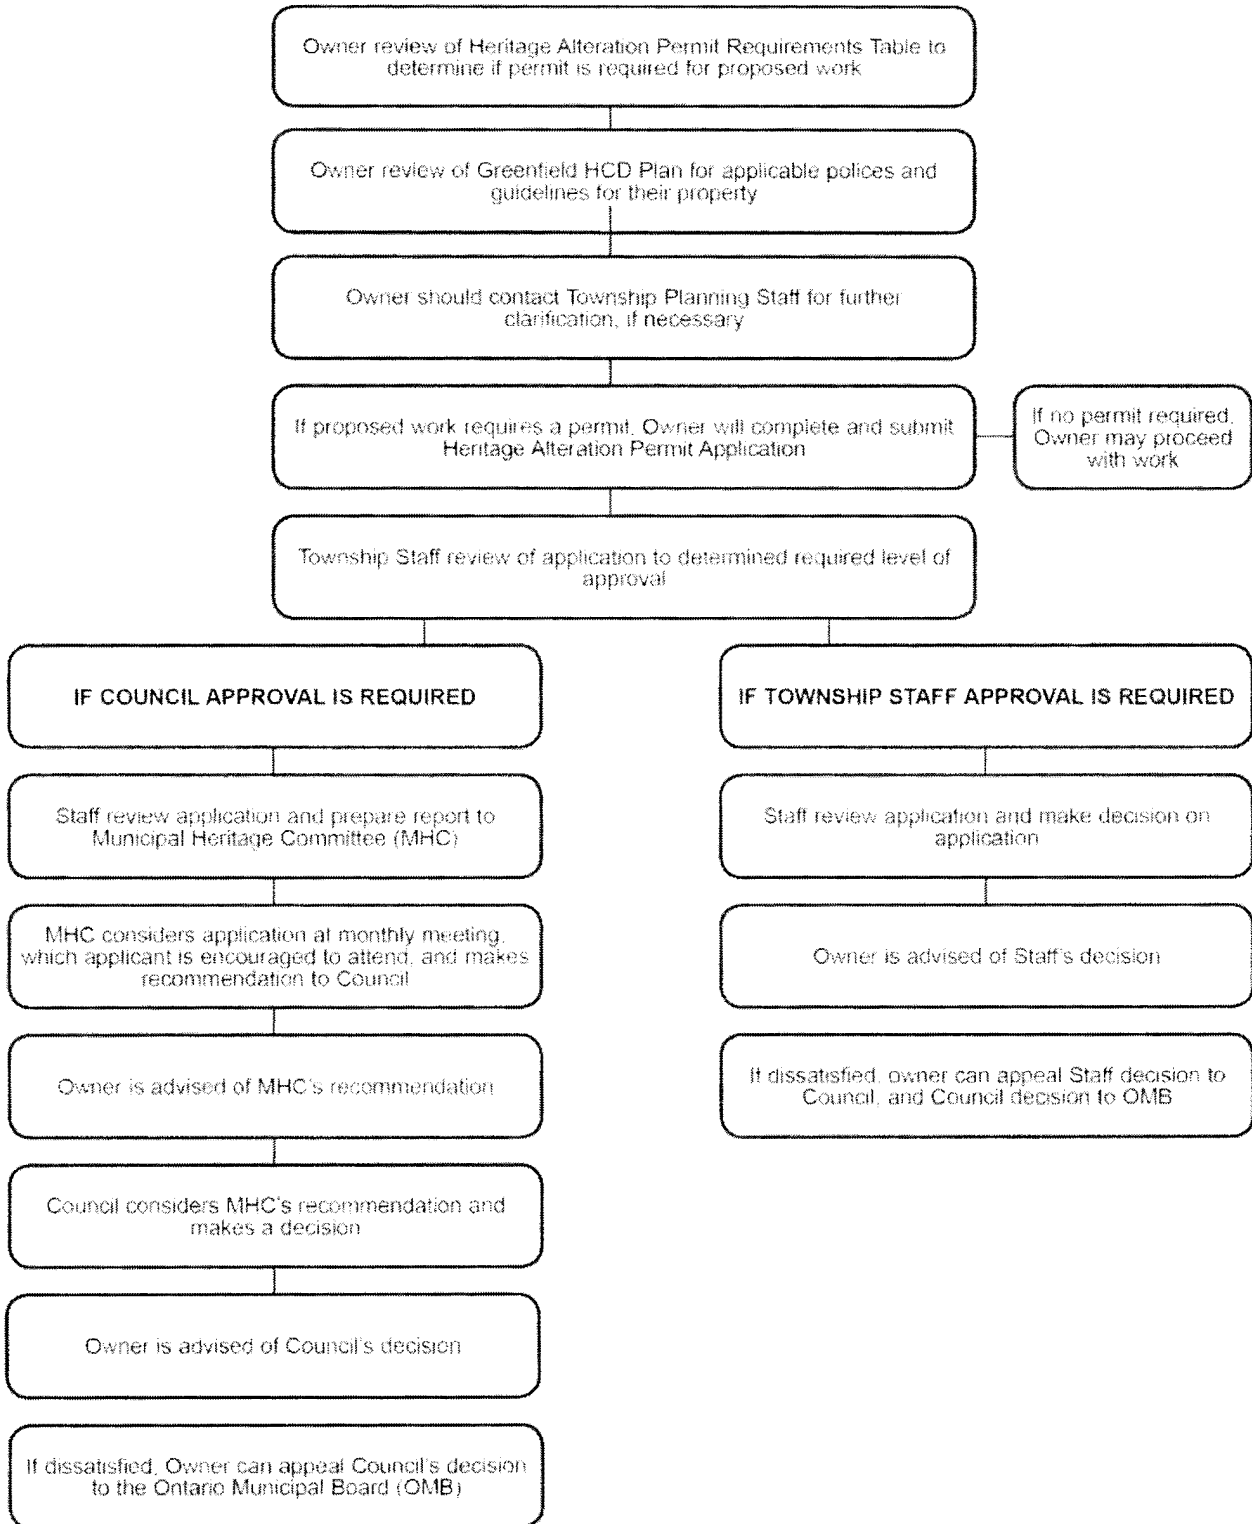 Owner review of Heritage Alteration Permit Requirements Table to
determine if permit is required for proposed work
Owner review of Greenfield HCD Plan for applicable polices and
guidelines for their property
Owner should contact Township Planning Staff for further
clarification, if necessary
If proposed work requires a permit, Owner will complete and submit
Heritage Alteration Permit Application
If no permit required,
Owner may proceed
with work
Township Staff review of application to determined required level of
approval
IF COUNCIL APPROVAL IS REQUIRED
Staff review application and prepare report to
Municipal Heritage Committee (MHC)
MHC considers application at monthly meeting,
which applicant is encouraged to attend, and makes
recommendation to Council
Owner is advised of MHC's recommendation
Council considers MHC's recommendation and
makes a decision
Owner is advised of Council's decision
If dissatisfied, Owner can appeal Council's decision
to the Ontario Municipal Board (OMB)
IF TOWNSHIP STAFF APPROVAL IS REQUIRED
Staff review application and make decision on
application
Owner is advised of Staff's decision
If dissatisfied, owner can appeal Staff decision to
Council, and Council decision to OMB